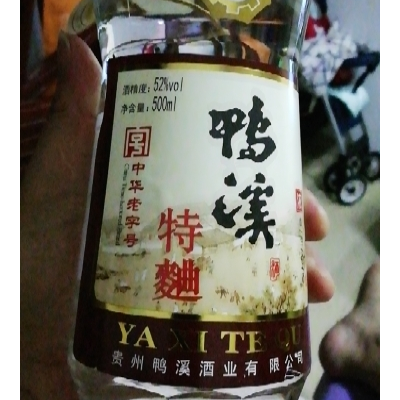 酒精度：52%vol
净含量：500ml
鸭溪
特麯
中华老字号
YA XI TE QU
贵州鸭溪酒业有限公司